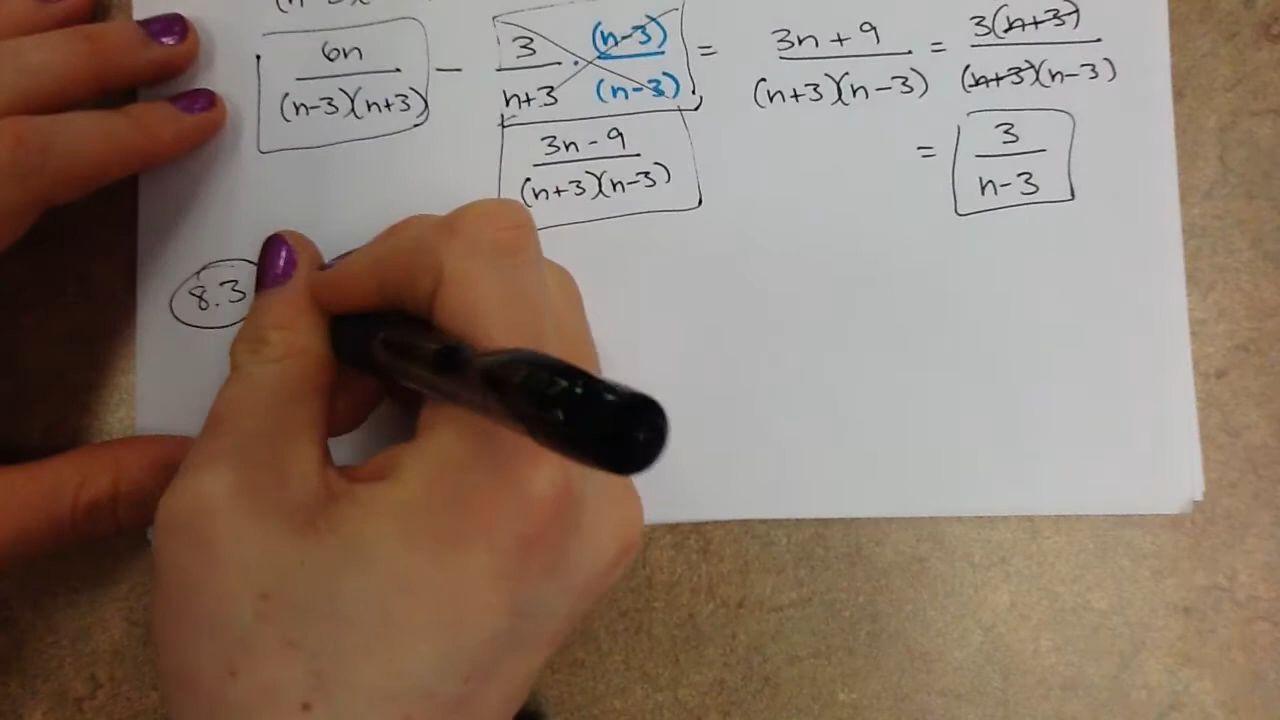 6n/(n-3)(n+3) - 3/n+3 · (n-3)/(n-3) = 3n+9/(n+3)(n-3) = 3(n+3)/(n+3)(n-3)
3n-9/(n+3)(n-3)
= 3/n-3
8.3